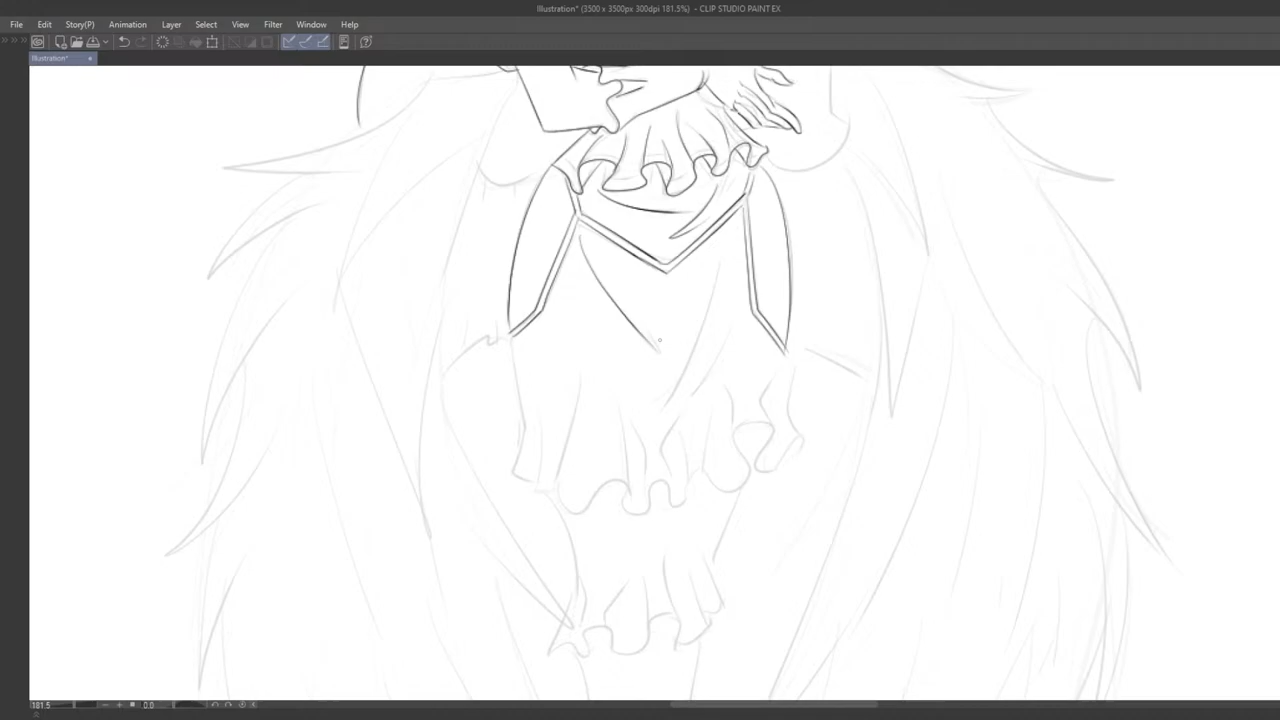 Illustration* (3500 x 3500px 300dpi 181.5%) - CLIP STUDIO PAINT EX
File Edit Story(P) Animation Layer Select View Filter Window Help
Illustration*
181.5 0.0